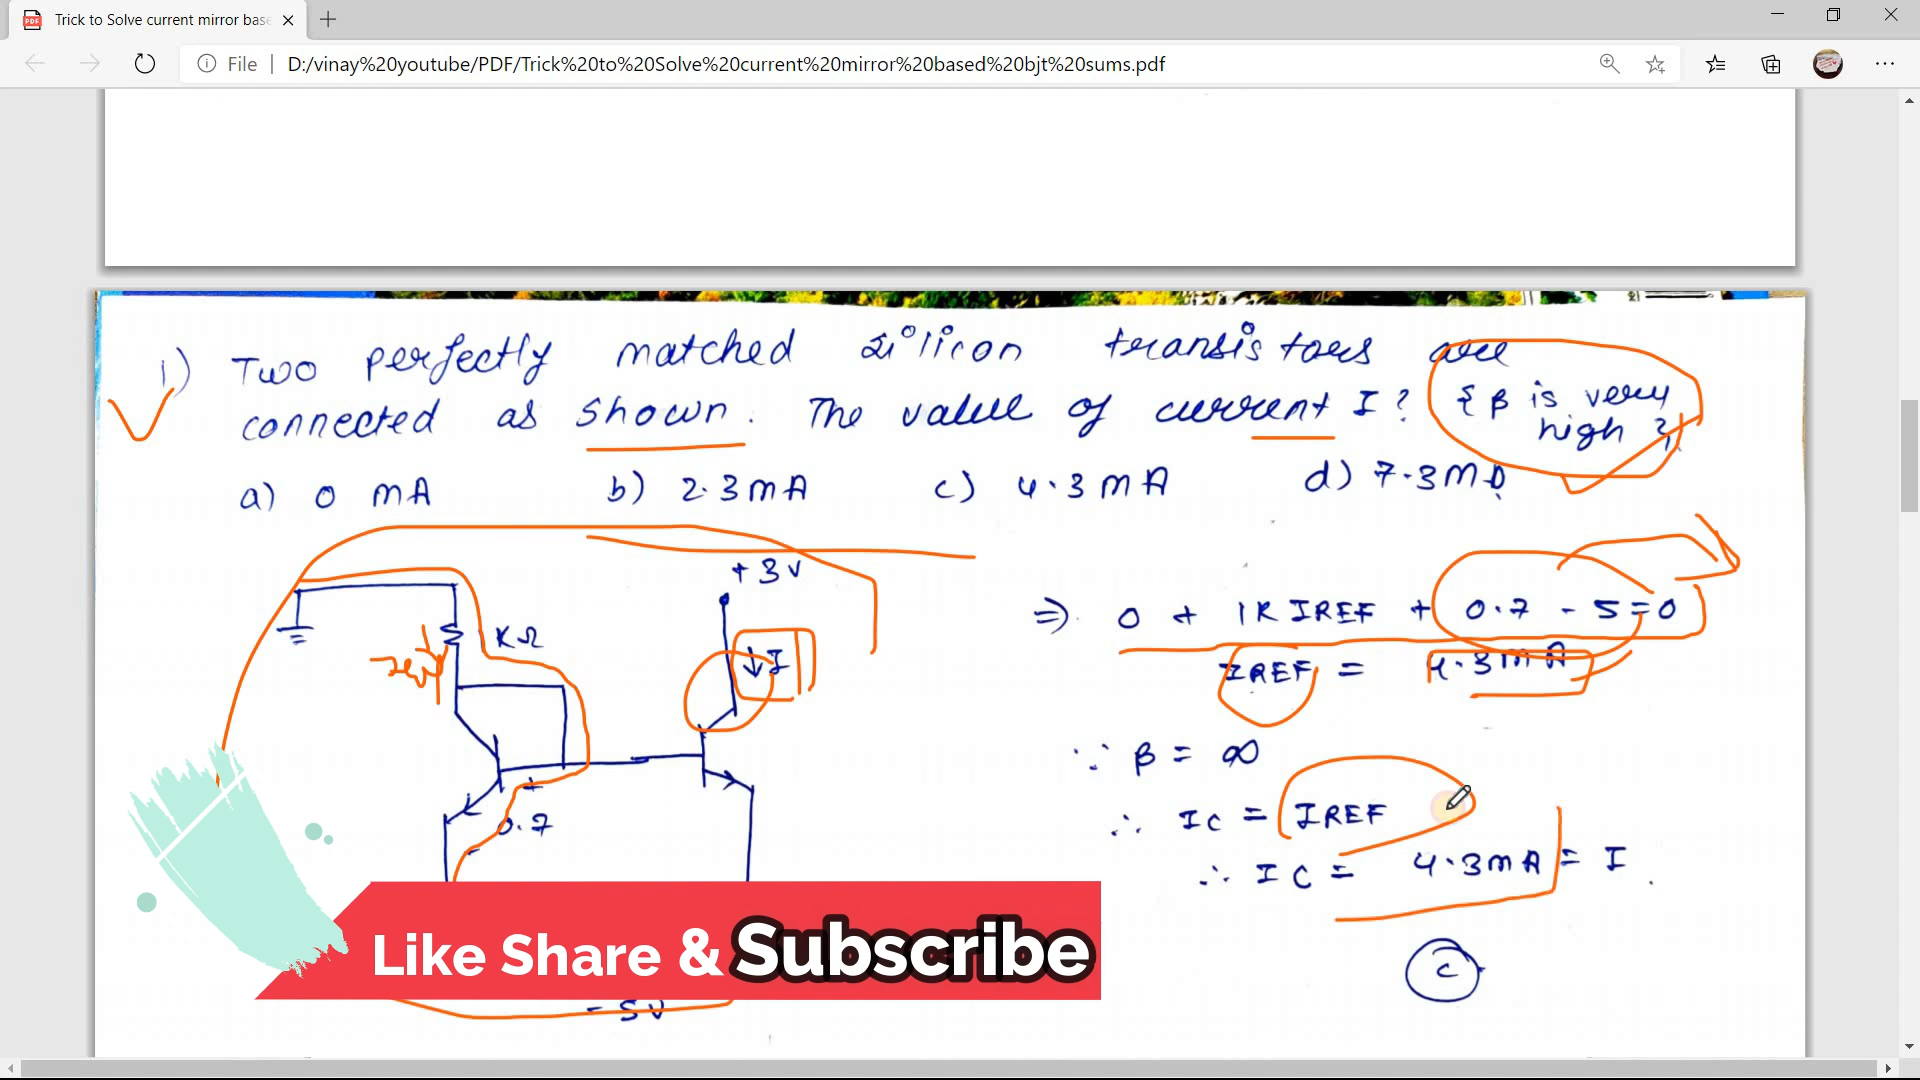 Trick to Solve current mirror base
File
D:/vinay%20youtube/PDF/Trick%20to%20Solve%20current%20mirror%20based%20bjt%20sums.pdf
1) Two perfectly matched silicon transistors are
connected as shown. The value of current I? {β is very
high }
a) 0 mA b) 2.3mA c) 4.3mA d) 7.3mA
+3V
⇒ 0 + 1K IREF + 0.7 - 5 = 0
KΩ
↓I
IREF = 4.3mA
∵ β = ∞
0.7
∴ IC = IREF
∴ IC = 4.3mA = I.
Like Share & Subscribe
C
-5V